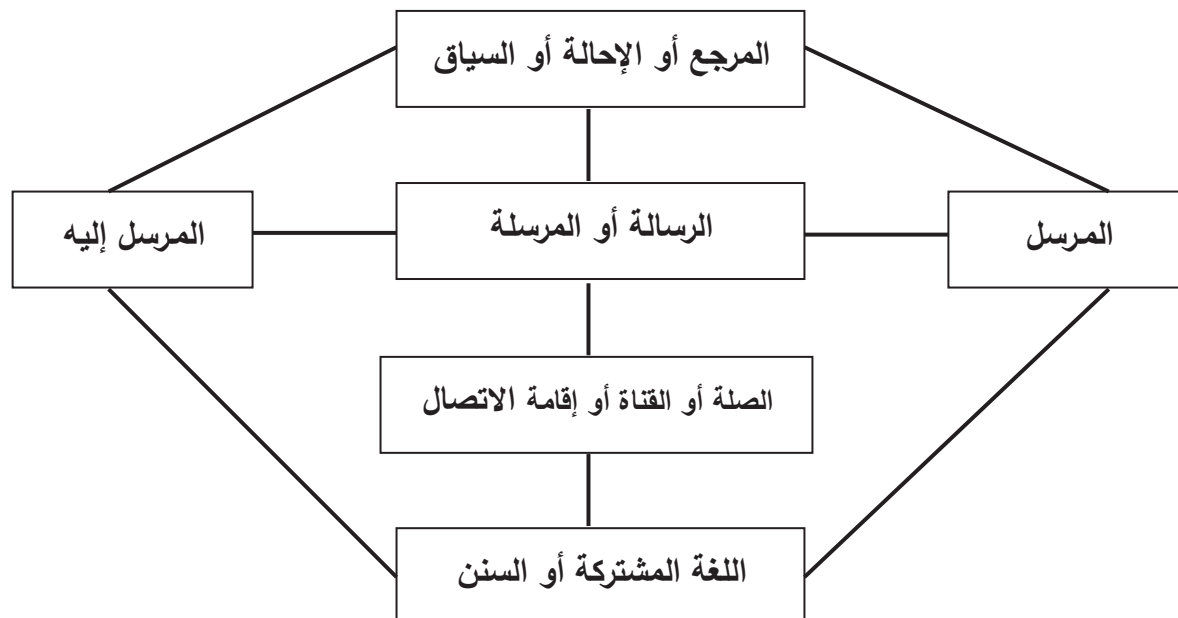 المرجع أو الإحالة أو السياق
المرسل
الرسالة أو المرسلة
المرسل إليه
الصلة أو القناة أو إقامة الاتصال
اللغة المشتركة أو السنن